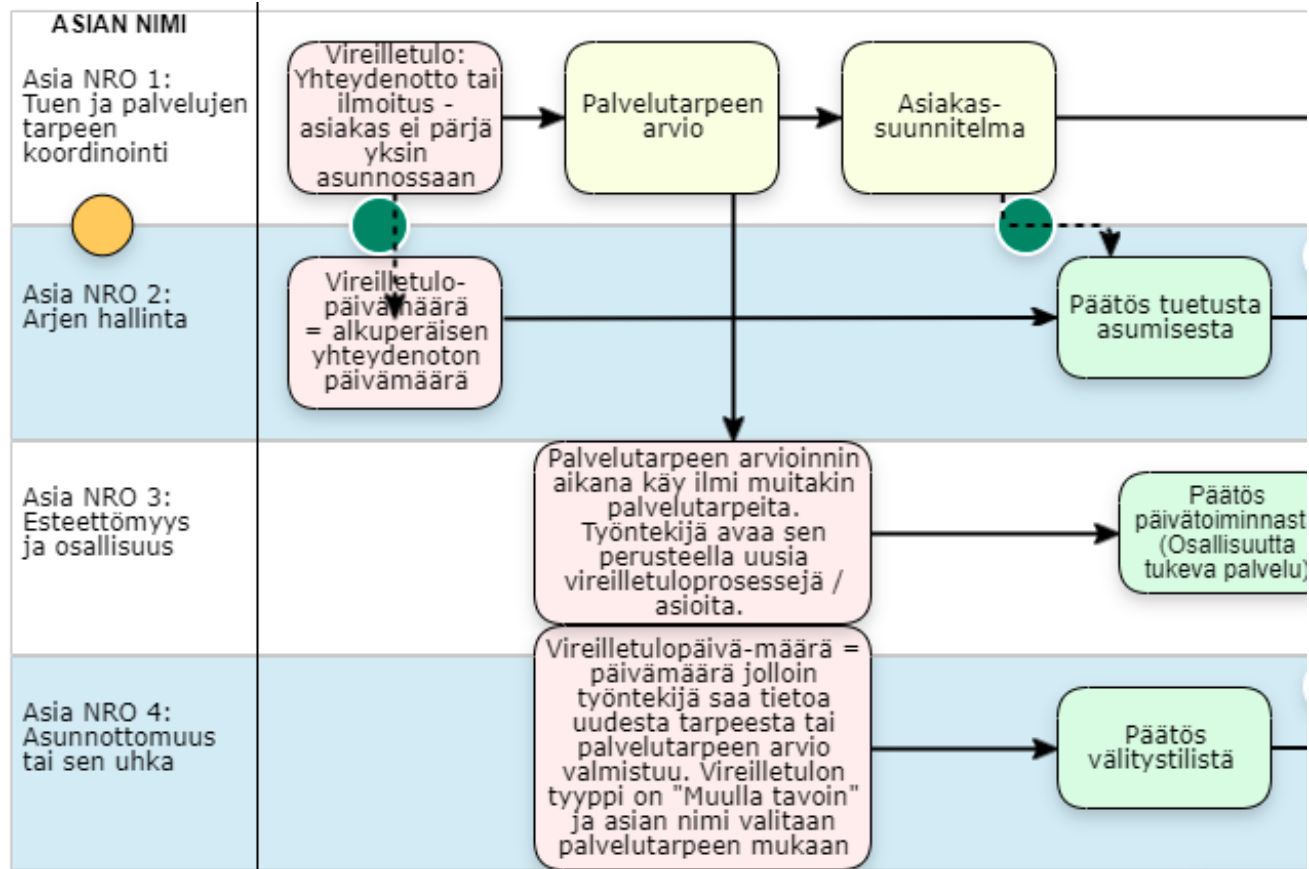 ASIAN NIMI
Asia NRO 1:
Tuen ja palvelujen
tarpeen
koordinointi
Vireilletulo:
Yhteydenotto tai
ilmoitus -
asiakas ei pärjä
yksin
asunnossaan
Palvelutarpeen
arvio
Asiakas-
suunnitelma
Asia NRO 2:
Arjen hallinta
Vireilletulo-
päivämäärä
= alkuperäisen
yhteydenoton
päivämäärä
Päätös tuetusta
asumisesta
Asia NRO 3:
Esteettömyys
ja osallisuus
Palvelutarpeen arvioinnin
aikana käy ilmi muitakin
palvelutarpeita.
Työntekijä avaa sen
perusteella uusia
vireilletuloprosessejä /
asioita.
Päätös
päivätoiminnast
(Osallisuutta
tukeva palvelu)
Asia NRO 4:
Asunnottomuus
tai sen uhka
Vireilletulopäivä-määrä =
päivämäärä jolloin
työntekijä saa tietoa
uudesta tarpeesta tai
palvelutarpeen arvio
valmistuu. Vireilletulon
tyyppi on "Muulla tavoin"
ja asian nimi valitaan
palvelutarpeen mukaan
Päätös
välitystilistä